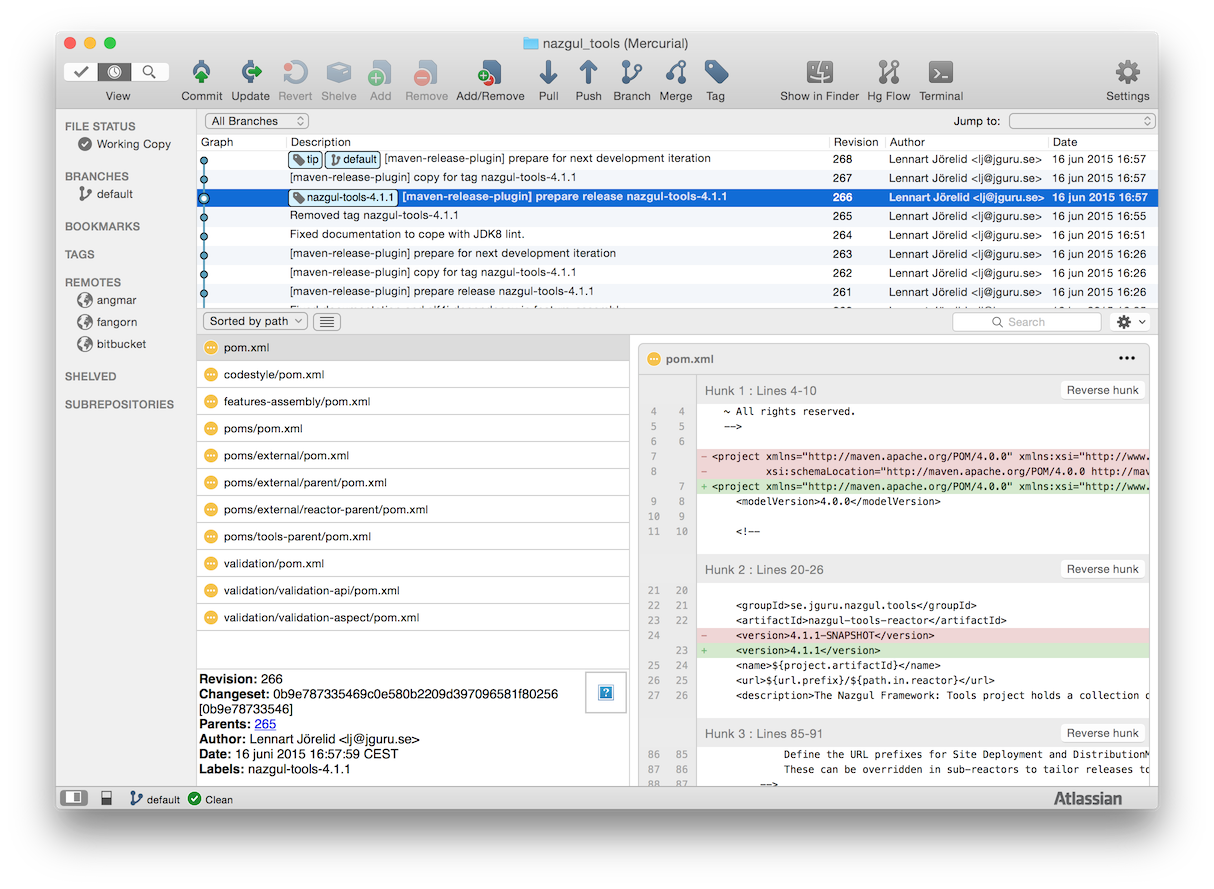 nazgul_tools (Mercurial)
View Commit Update Revert Shelve Add Remove Add/Remove Pull Push Branch Merge Tag Show in Finder Hg Flow Terminal Settings
FILE STATUS
Working Copy
BRANCHES
default
BOOKMARKS
TAGS
REMOTES
angmar
fangorn
bitbucket
SHELVED
SUBREPOSITORIES
All Branches Jump to:
Graph Description Revision Author Date
tip default [maven-release-plugin] prepare for next development iteration 268 Lennart Jörelid <lj@jguru.se> 16 jun 2015 16:57
[maven-release-plugin] copy for tag nazgul-tools-4.1.1 267 Lennart Jörelid <lj@jguru.se> 16 jun 2015 16:57
nazgul-tools-4.1.1 [maven-release-plugin] prepare release nazgul-tools-4.1.1 266 Lennart Jörelid <lj@jguru.se> 16 jun 2015 16:57
Removed tag nazgul-tools-4.1.1 265 Lennart Jörelid <lj@jguru.se> 16 jun 2015 16:55
Fixed documentation to cope with JDK8 lint. 264 Lennart Jörelid <lj@jguru.se> 16 jun 2015 16:51
[maven-release-plugin] prepare for next development iteration 263 Lennart Jörelid <lj@jguru.se> 16 jun 2015 16:26
[maven-release-plugin] copy for tag nazgul-tools-4.1.1 262 Lennart Jörelid <lj@jguru.se> 16 jun 2015 16:26
[maven-release-plugin] prepare release nazgul-tools-4.1.1 261 Lennart Jörelid <lj@jguru.se> 16 jun 2015 16:26
Sorted by path Search
pom.xml
codestyle/pom.xml
features-assembly/pom.xml
poms/pom.xml
poms/external/pom.xml
poms/external/parent/pom.xml
poms/external/reactor-parent/pom.xml
poms/tools-parent/pom.xml
validation/pom.xml
validation/validation-api/pom.xml
validation/validation-aspect/pom.xml
Revision: 266
Changeset: 0b9e787335469c0e580b2209d397096581f80256
[0b9e78733546]
Parents: 265
Author: Lennart Jörelid <lj@jguru.se>
Date: 16 juni 2015 16:57:59 CEST
Labels: nazgul-tools-4.1.1
pom.xml
Hunk 1 : Lines 4-10 Reverse hunk
4 4 ~ All rights reserved.
5 5 -->
6 6
7 - <project xmlns="http://maven.apache.org/POM/4.0.0" xmlns:xsi="http://www.
8 - xsi:schemaLocation="http://maven.apache.org/POM/4.0.0 http://mav
7 + <project xmlns="http://maven.apache.org/POM/4.0.0" xmlns:xsi="http://www.
9 8 <modelVersion>4.0.0</modelVersion>
10 9
11 10 <!--
Hunk 2 : Lines 20-26 Reverse hunk
21 20
22 21 <groupId>se.jguru.nazgul.tools</groupId>
23 22 <artifactId>nazgul-tools-reactor</artifactId>
24 - <version>4.1.1-SNAPSHOT</version>
23 + <version>4.1.1</version>
25 24 <name>${project.artifactId}</name>
26 25 <url>${url.prefix}/${path.in.reactor}</url>
27 26 <description>The Nazgul Framework: Tools project holds a collection o
Hunk 3 : Lines 85-91 Reverse hunk
86 85 Define the URL prefixes for Site Deployment and DistributionM
87 86 These can be overridden in sub-reactors to tailor releases to
88 87 -->
default Clean
Atlassian